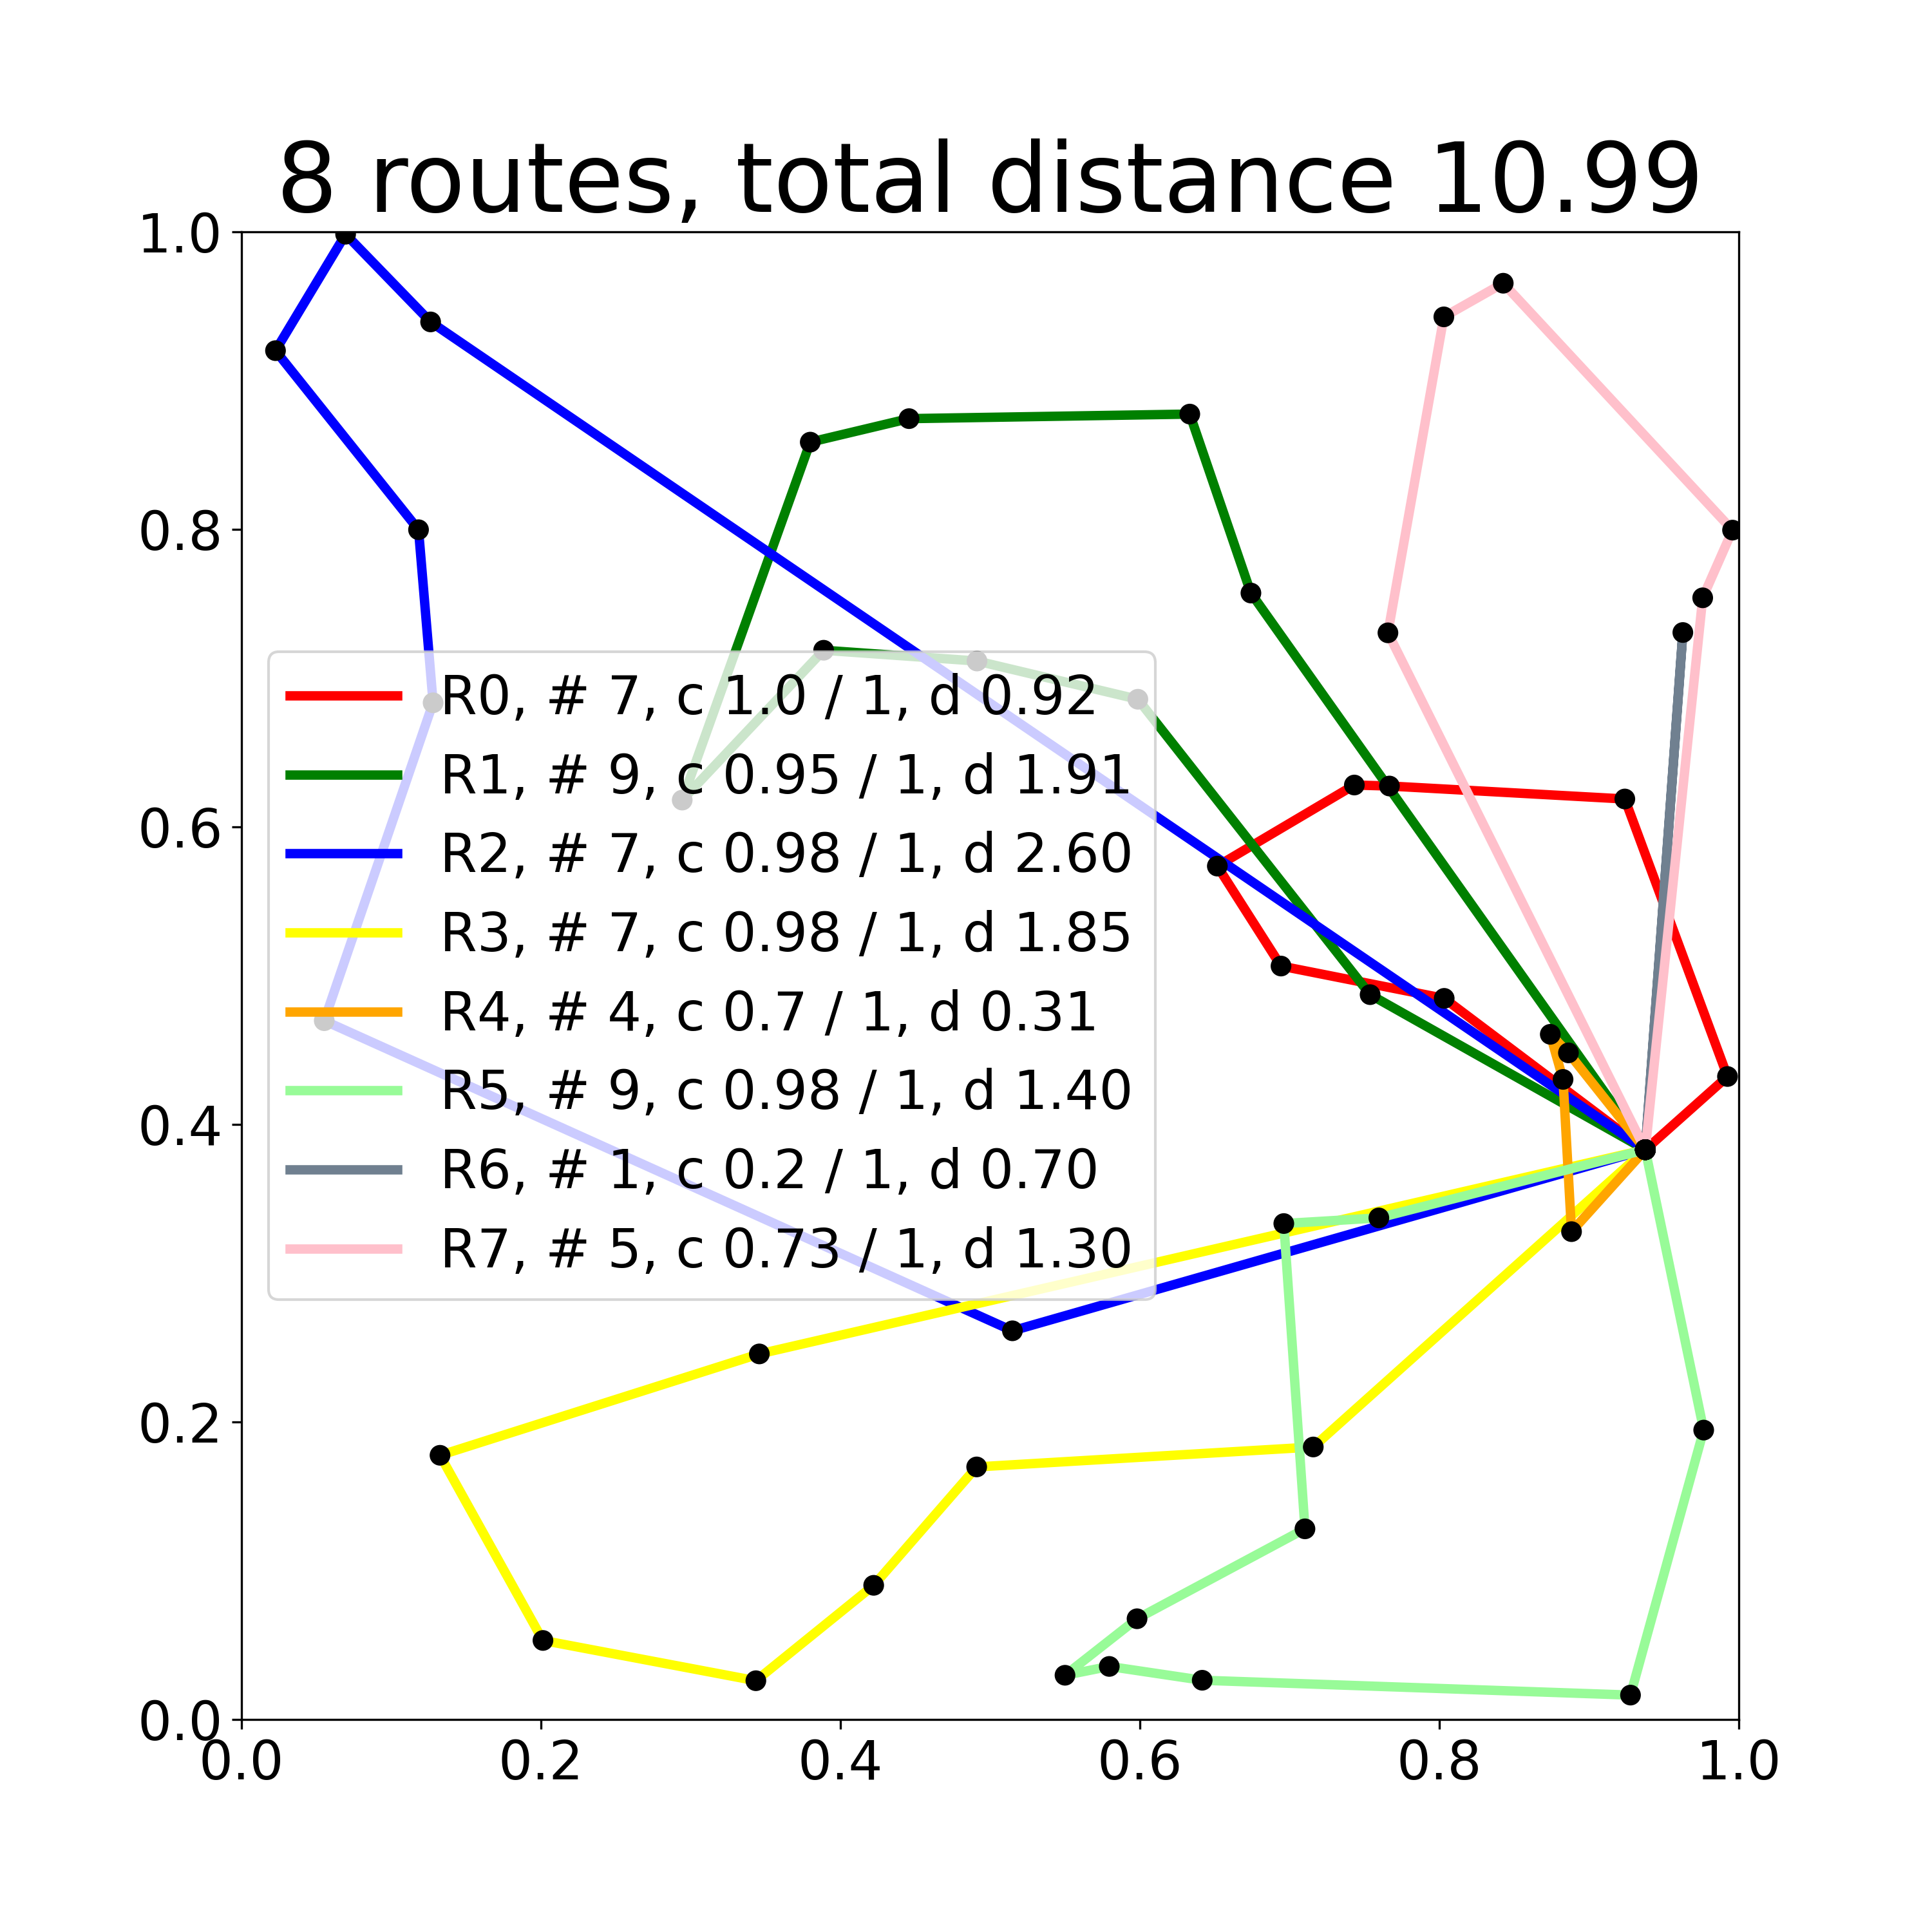 8 routes, total distance 10.99
1.0
0.8
0.6
0.4
0.2
0.0
R0, # 7, c 1.0 / 1, d 0.92
R1, # 9, c 0.95 / 1, d 1.91
R2, # 7, c 0.98 / 1, d 2.60
R3, # 7, c 0.98 / 1, d 1.85
R4, # 4, c 0.7 / 1, d 0.31
R5, # 9, c 0.98 / 1, d 1.40
R6, # 1, c 0.2 / 1, d 0.70
R7, # 5, c 0.73 / 1, d 1.30
0.0 0.2 0.4 0.6 0.8 1.0